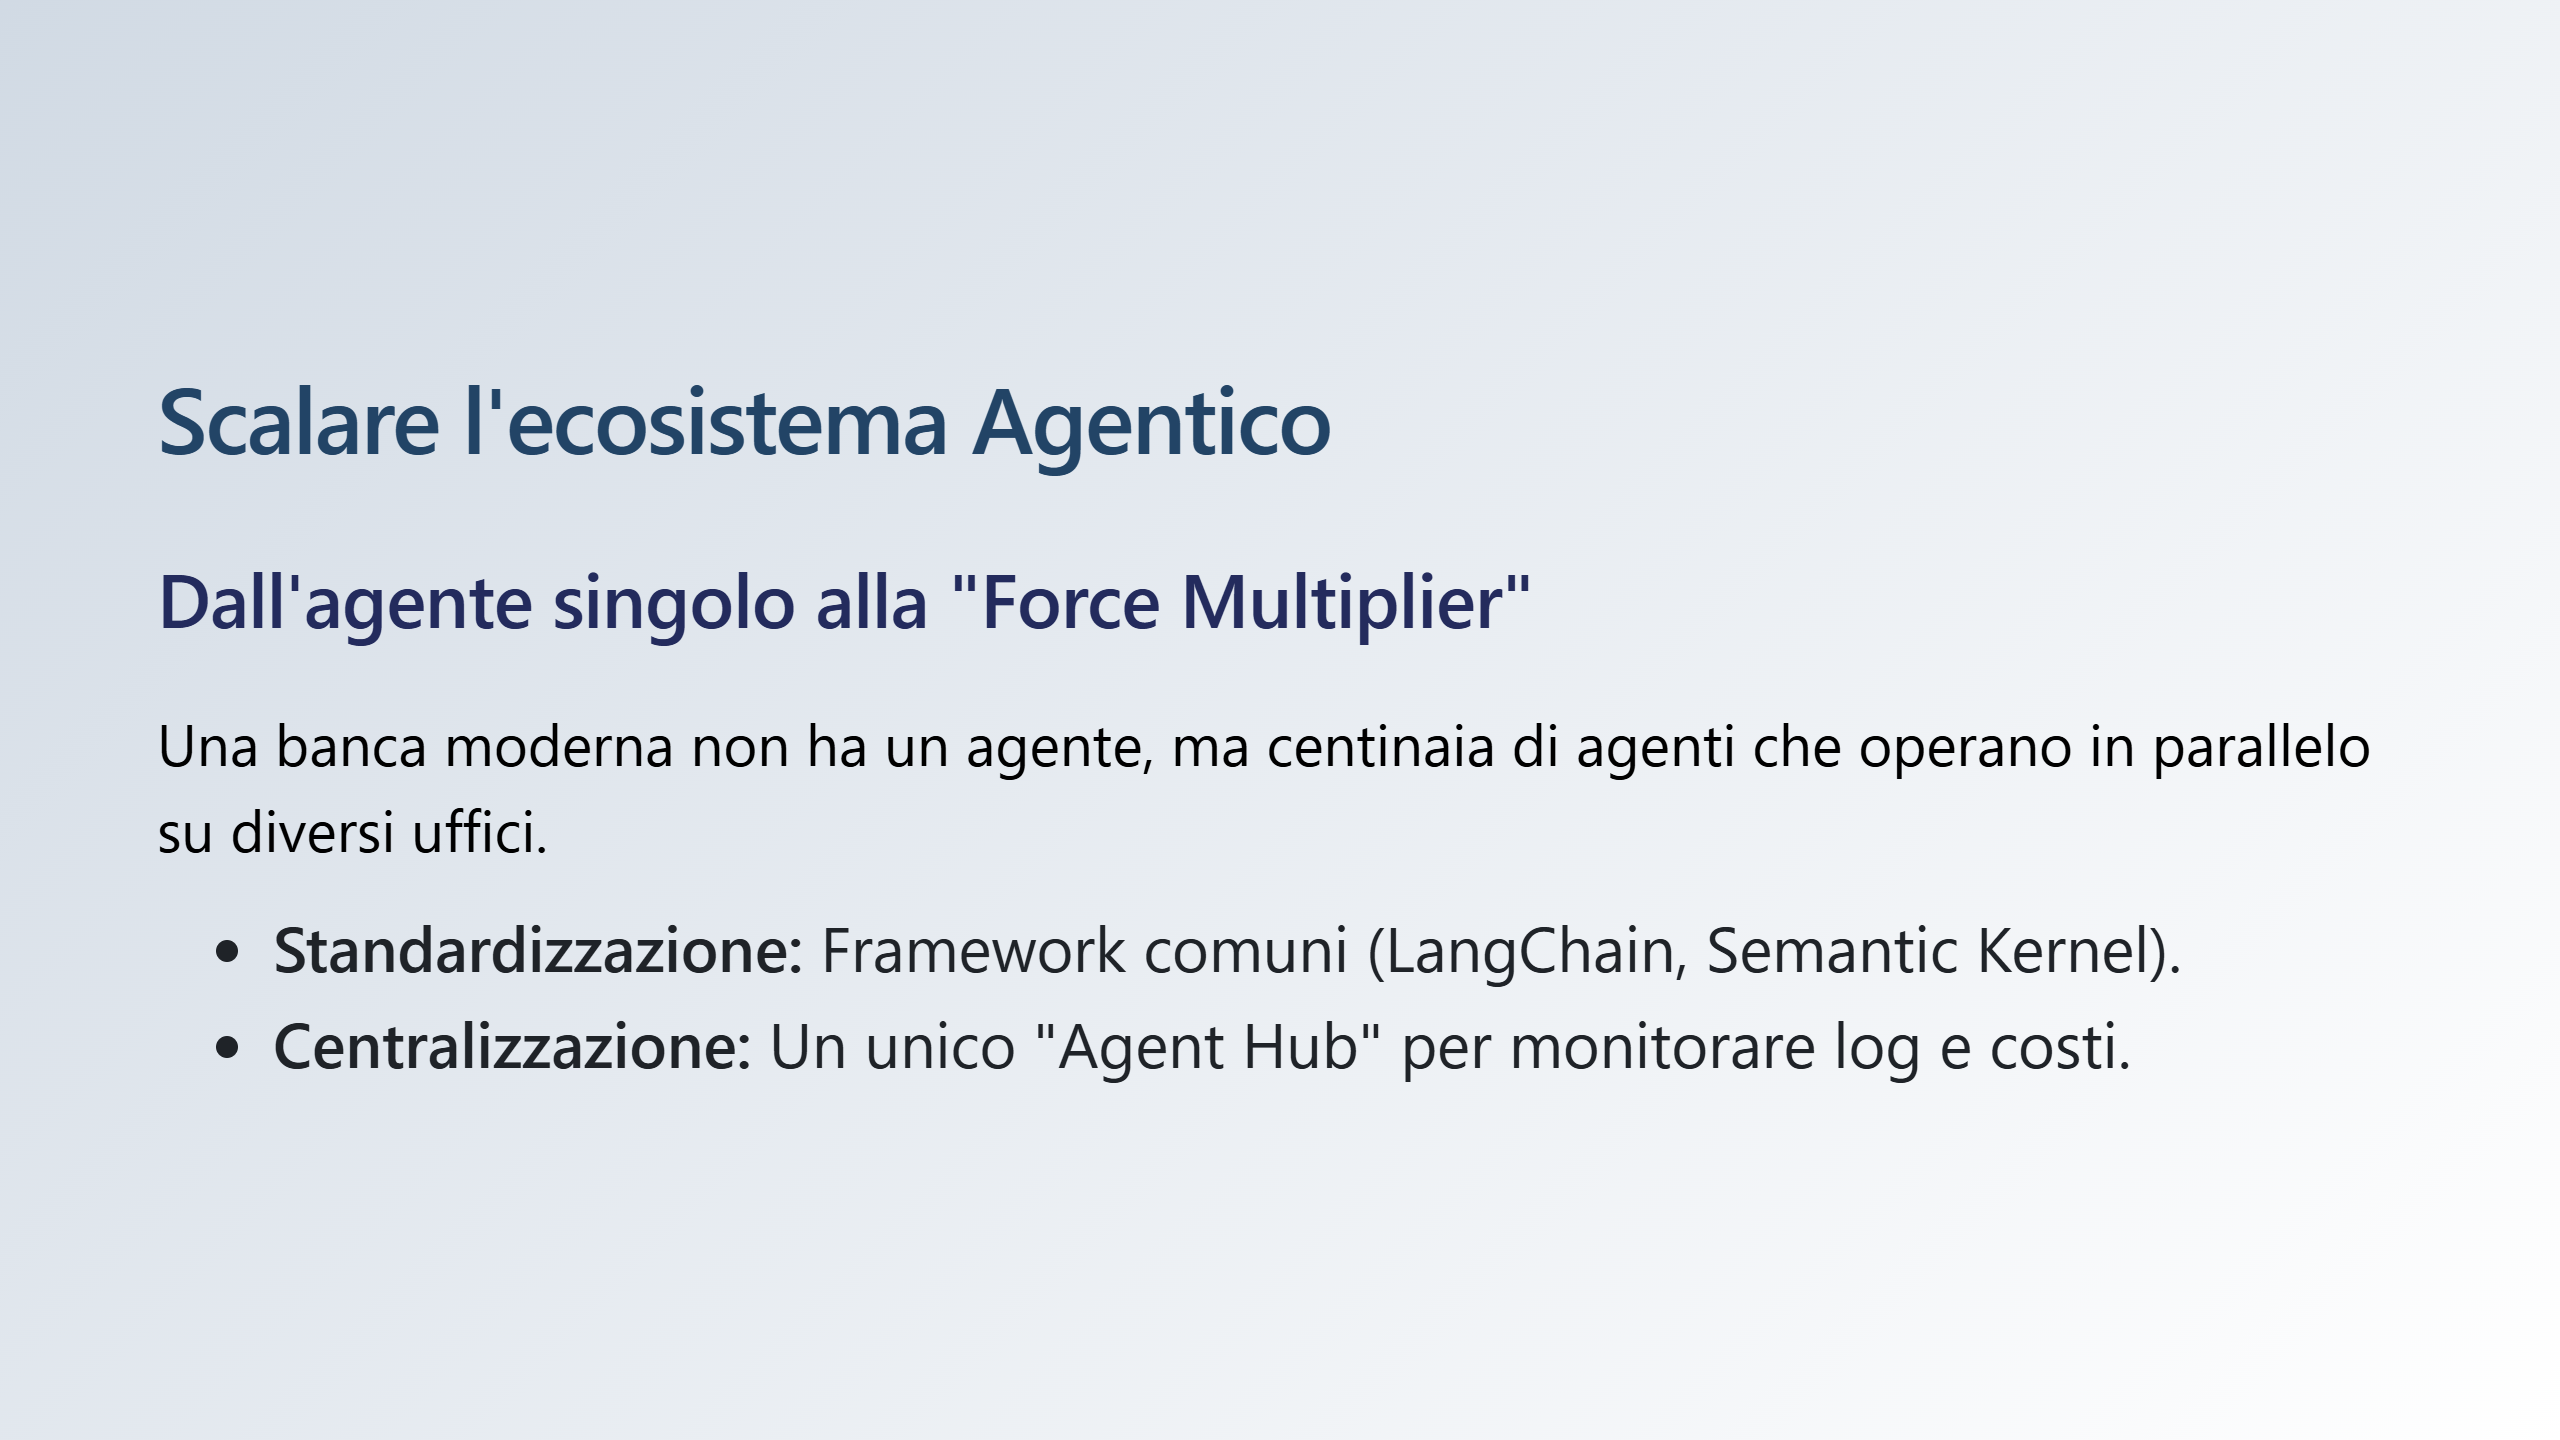 Scalare l'ecosistema Agentico
Dall'agente singolo alla "Force Multiplier"
Una banca moderna non ha un agente, ma centinaia di agenti che operano in parallelo
su diversi uffici.
• Standardizzazione: Framework comuni (LangChain, Semantic Kernel).
• Centralizzazione: Un unico "Agent Hub" per monitorare log e costi.